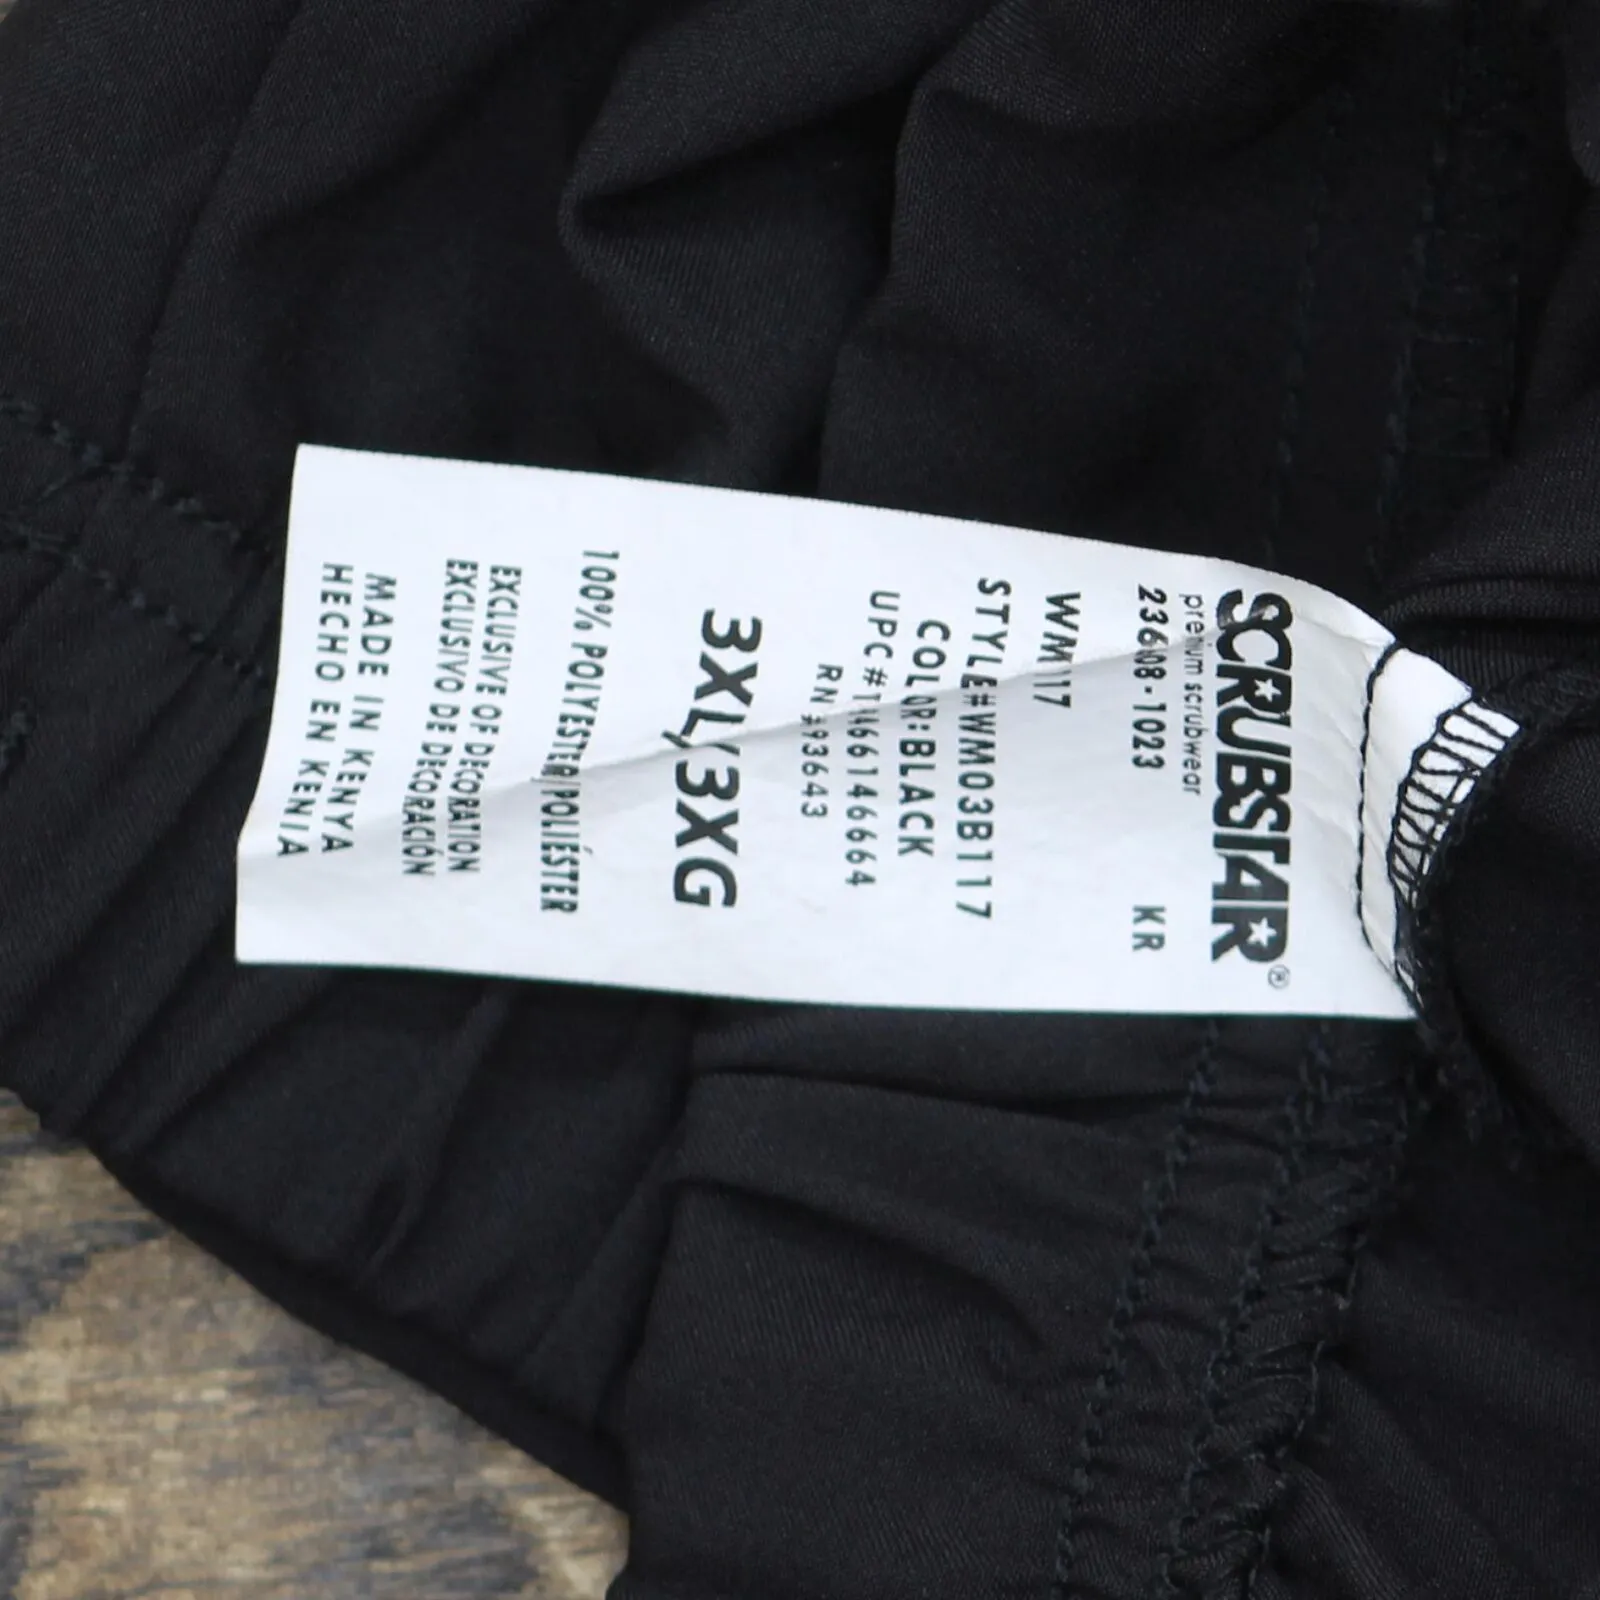 SCRUBSTAR®
premium scrubwear
23608-1023 KR
WM117
STYLE#WM03B117
COLOR:BLACK
UPC#
RN#93643
3XL/3XG
100% POLYESTER/POLIÉSTER
EXCLUSIVE OF DECORATION
EXCLUSIVO DE DECORACIÓN
MADE IN KENYA
HECHO EN KENIA